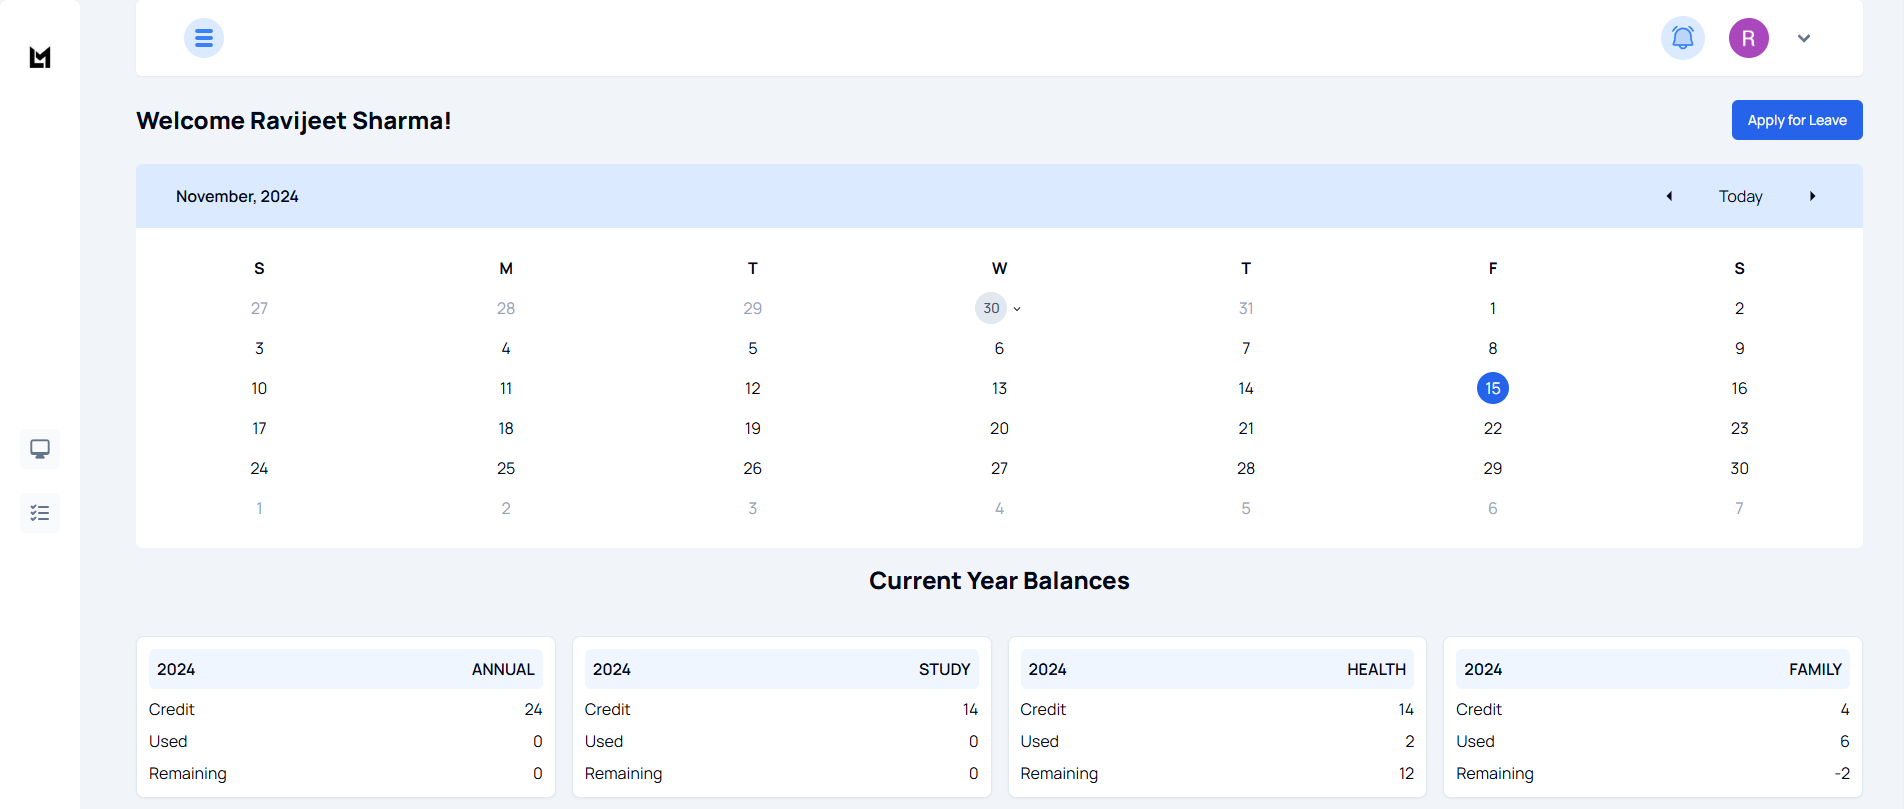 R
Welcome Ravijeet Sharma!
Apply for Leave
November, 2024
Today
S M T W T F S
27 28 29 30 31 1 2
3 4 5 6 7 8 9
10 11 12 13 14 15 16
17 18 19 20 21 22 23
24 25 26 27 28 29 30
1 2 3 4 5 6 7
Current Year Balances
2024 ANNUAL
Credit 24
Used 0
Remaining 0
2024 STUDY
Credit 14
Used 0
Remaining 0
2024 HEALTH
Credit 14
Used 2
Remaining 12
2024 FAMILY
Credit 4
Used 6
Remaining -2